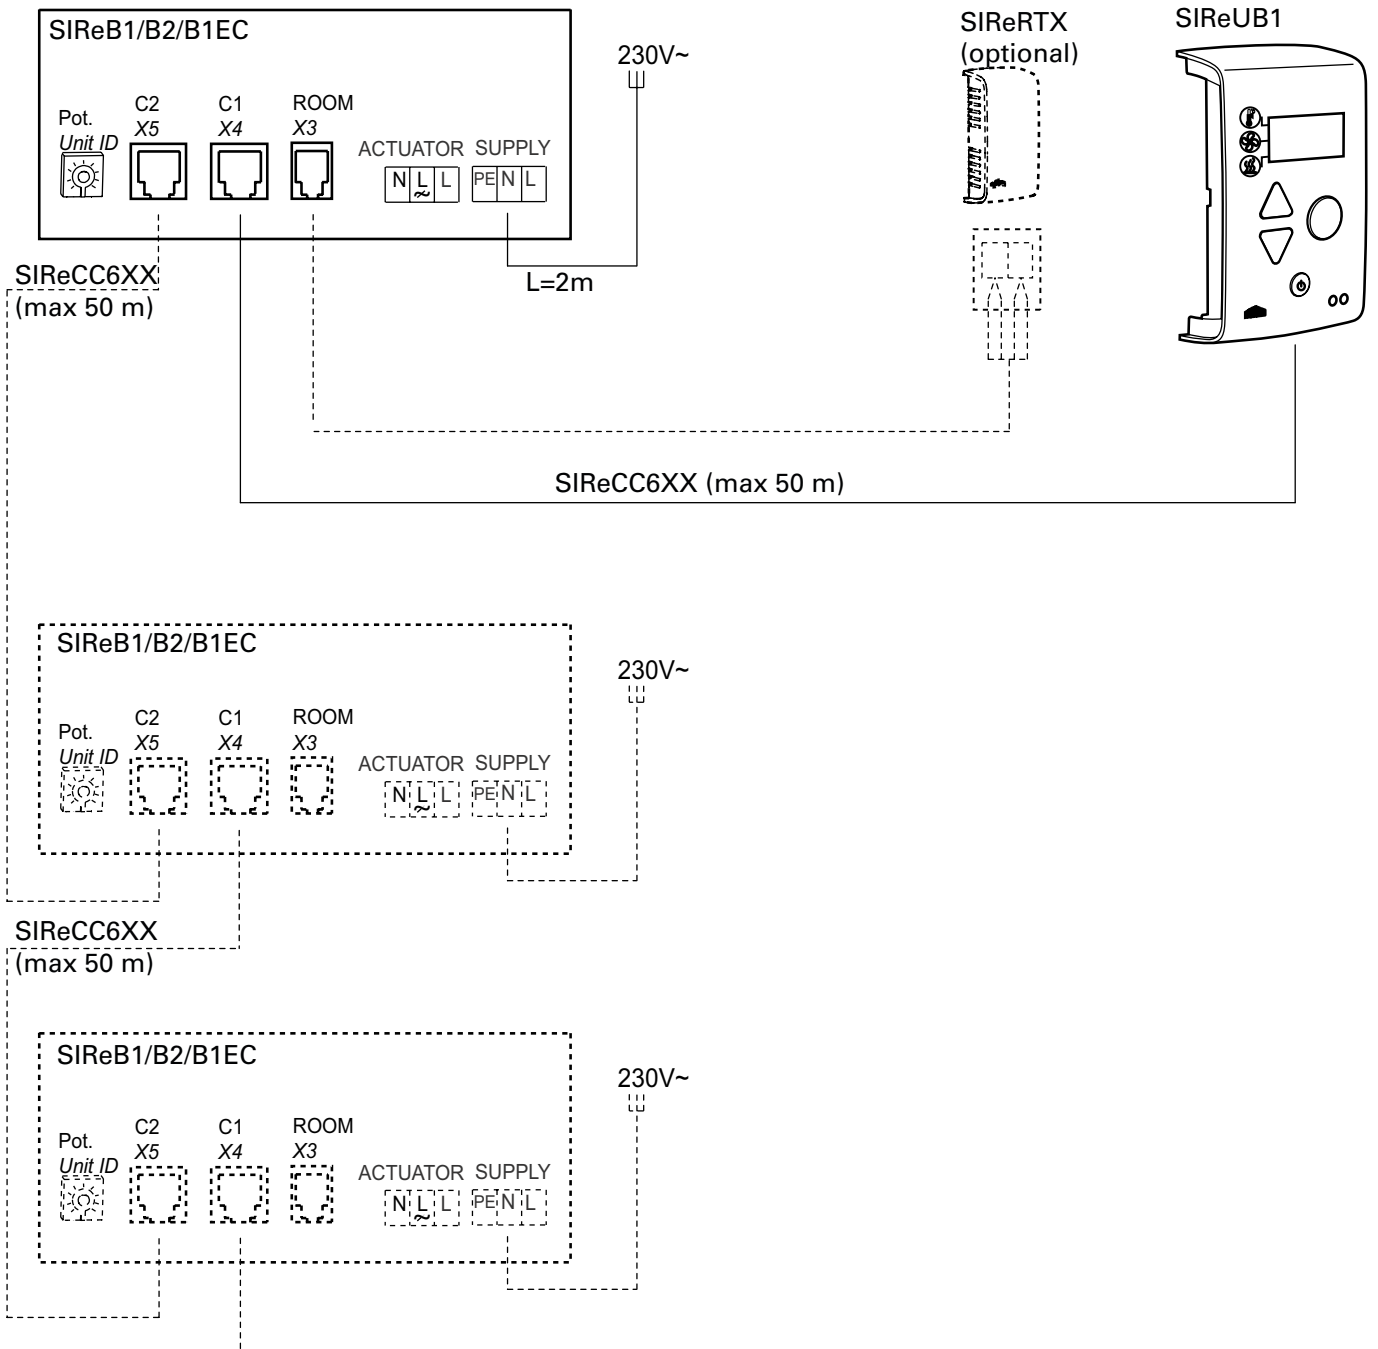 SIReB1/B2/B1EC
230V~
SIReRTX
(optional)
SIReUB1
Pot.
Unit ID
C2
X5
C1
X4
ROOM
X3
ACTUATOR SUPPLY
N L L PE N L
~
L=2m
SIReCC6XX
(max 50 m)
SIReCC6XX (max 50 m)
SIReB1/B2/B1EC
230V~
Pot.
Unit ID
C2
X5
C1
X4
ROOM
X3
ACTUATOR SUPPLY
N L L PE N L
~
SIReCC6XX
(max 50 m)
SIReB1/B2/B1EC
230V~
Pot.
Unit ID
C2
X5
C1
X4
ROOM
X3
ACTUATOR SUPPLY
N L L PE N L
~